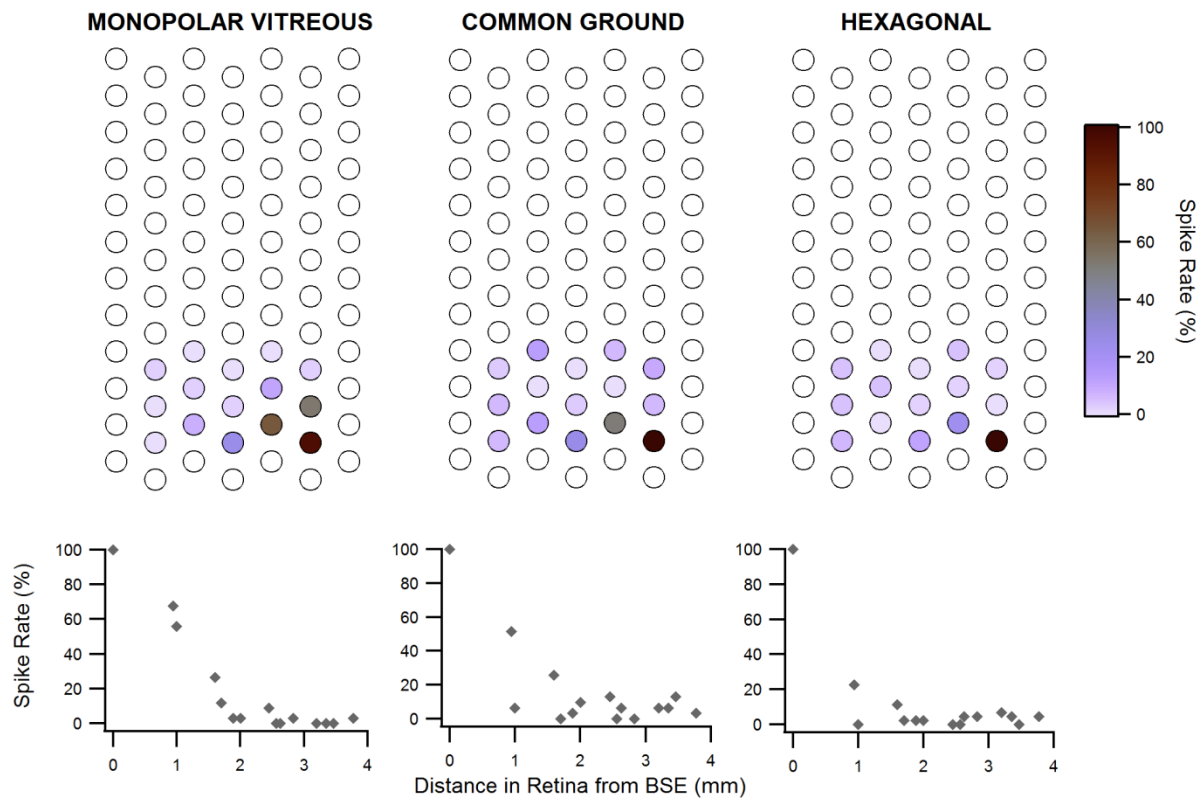 MONOPOLAR VITREOUS
COMMON GROUND
HEXAGONAL
100
80
60
40
20
0
Spike Rate (%)
Spike Rate (%)
100
80
60
40
20
0
0 1 2 3 4
100
80
60
40
20
0
0 1 2 3 4
100
80
60
40
20
0
0 1 2 3 4
Distance in Retina from BSE (mm)